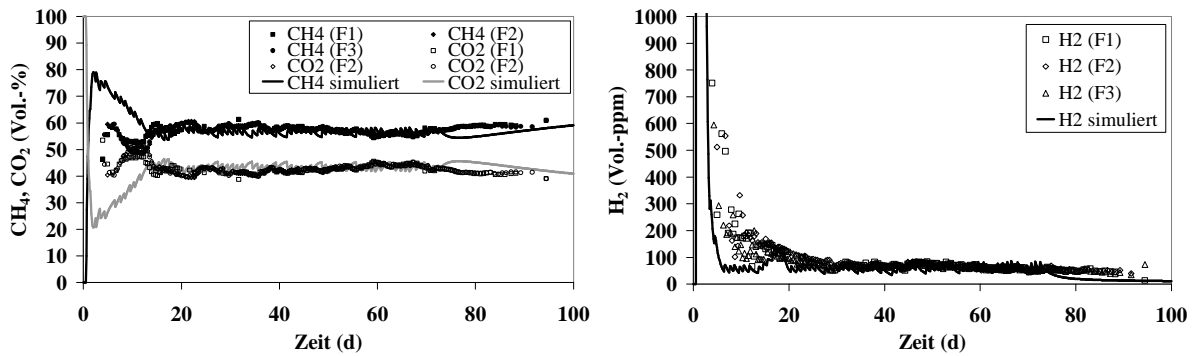 100
90
80
70
60
50
40
30
20
10
0
CH4, CO2 (Vol.-%)
CH4 (F1) CH4 (F2)
CH4 (F3) CO2 (F1)
CO2 (F2) CO2 (F2)
CH4 simuliert CO2 simuliert
0 20 40 60 80 100
Zeit (d)
1000
900
800
700
600
500
400
300
200
100
0
H2 (Vol.-ppm)
H2 (F1)
H2 (F2)
H2 (F3)
H2 simuliert
0 20 40 60 80 100
Zeit (d)